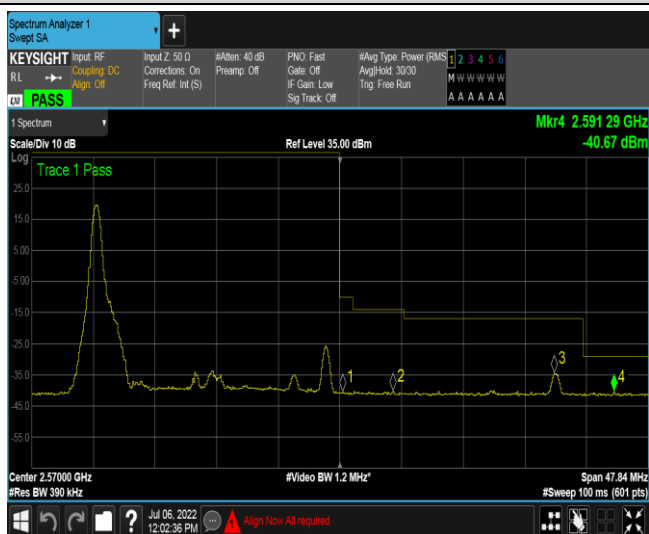 Spectrum Analyzer 1
Swept SA
+
KEYSIGHT Input: RF Input Z: 50 Ω #Atten: 40 dB PNO: Fast #Avg Type: Power (RMS 1 2 3 4 5 6
RL Coupling: DC Corrections: On Preamp: Off Gate: Off Avg|Hold: 30/30 M W W W W W
Align: Off Freq Ref: Int (S) IF Gain: Low Trig: Free Run
LXI PASS Sig Track: Off A A A A A A
1 Spectrum Mkr4 2.591 29 GHz
Scale/Div 10 dB Ref Level 35.00 dBm -40.67 dBm
Log
Trace 1 Pass
25.0
15.0
5.00
-5.00
-15.0
-25.0
3
-35.0
1 2 4
-45.0
-55.0
Center 2.57000 GHz #Video BW 1.2 MHz* Span 47.84 MHz
#Res BW 390 kHz #Sweep 100 ms (601 pts)
? Jul 06, 2022
12:02:36 PM
Align Now All required